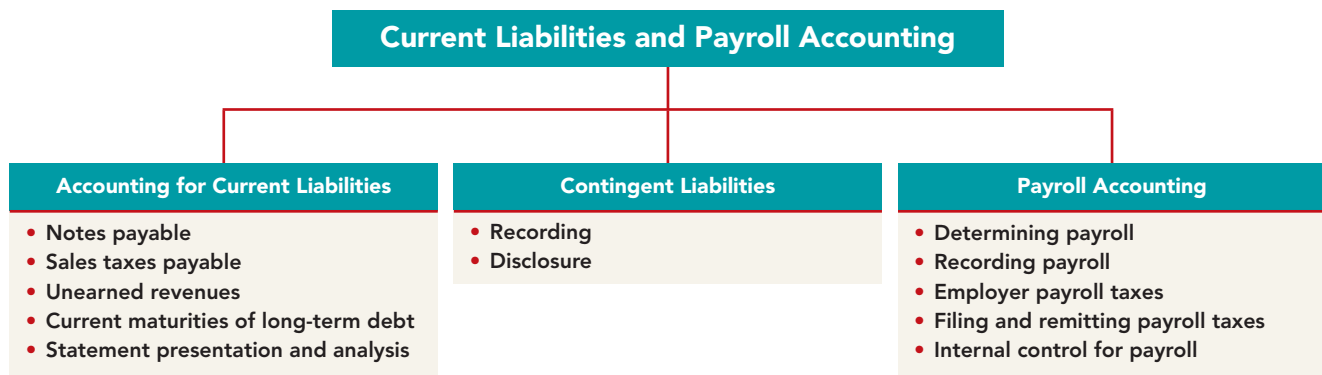 Current Liabilities and Payroll Accounting
Accounting for Current Liabilities
• Notes payable
• Sales taxes payable
• Unearned revenues
• Current maturities of long-term debt
• Statement presentation and analysis
Contingent Liabilities
• Recording
• Disclosure
Payroll Accounting
• Determining payroll
• Recording payroll
• Employer payroll taxes
• Filing and remitting payroll taxes
• Internal control for payroll